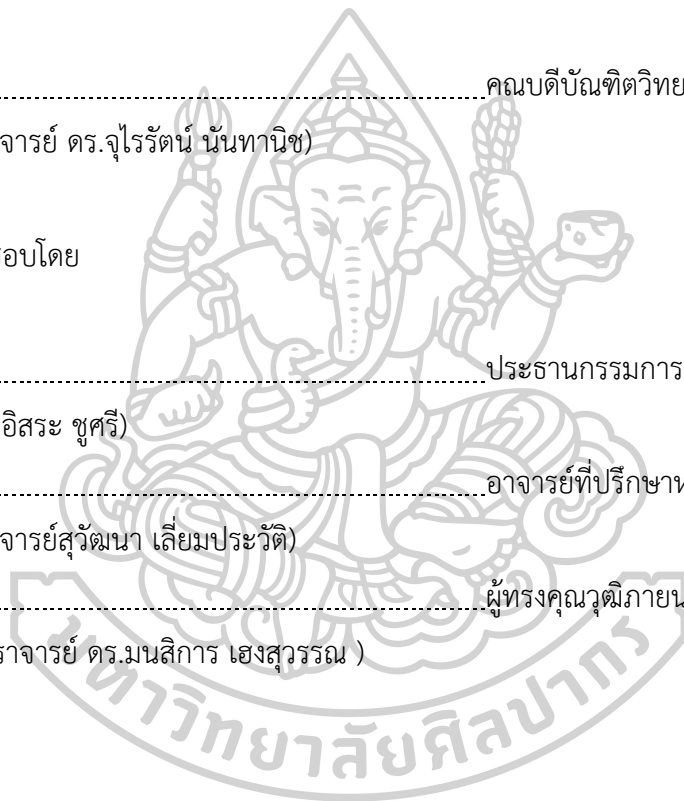 คณบดีบัณฑิตวิทย
จารย์ ดร.จุไรรัตน์ นันทานิช)
อบโดย
ประธานกรรมการ
อิสระ ชูศรี)
อาจารย์ที่ปรึกษาห
จารย์สุวัฒนา เลี่ยมประวัติ)
ผู้ทรงคุณวุฒิภายน
ราจารย์ ดร.มนสิการ เฮงสุวรรณ )
มหาวิทยาลัยศิลปากร